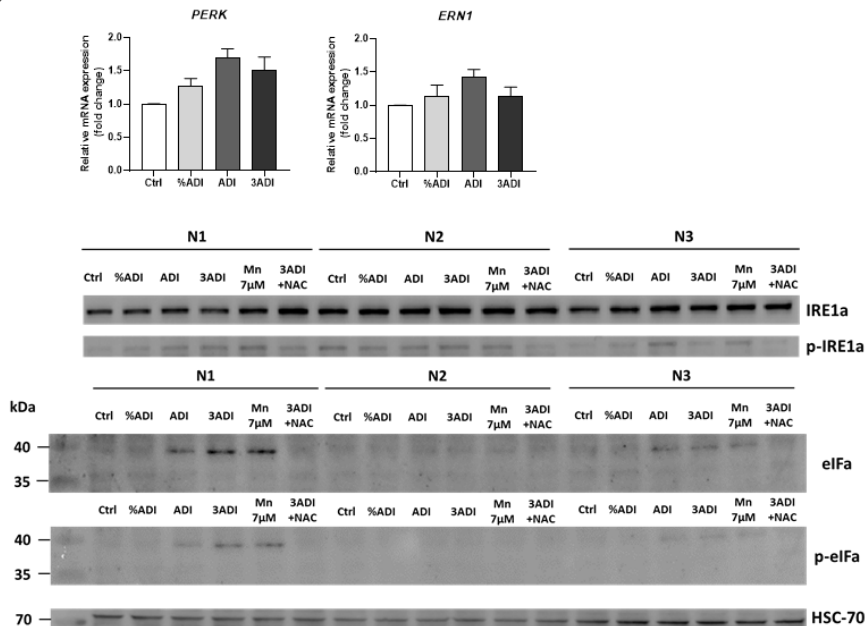 PERK
ERN1
Relative mRNA expression
(fold change)
2.0
1.5
1.0
0.5
0.0
Ctrl %ADI ADI 3ADI
Relative mRNA expression
(fold change)
2.0
1.5
1.0
0.5
0.0
Ctrl %ADI ADI 3ADI
N1 N2 N3
Ctrl %ADI ADI 3ADI Mn 7µM 3ADI +NAC Ctrl %ADI ADI 3ADI Mn 7µM 3ADI +NAC Ctrl %ADI ADI 3ADI Mn 7µM 3ADI +NAC
IRE1a
p-IRE1a
N1 N2 N3
kDa
Ctrl %ADI ADI 3ADI Mn 7µM 3ADI +NAC Ctrl %ADI ADI 3ADI Mn 7µM 3ADI +NAC Ctrl %ADI ADI 3ADI Mn 7µM 3ADI +NAC
40
eIFa
35
Ctrl %ADI ADI 3ADI Mn 7µM 3ADI +NAC Ctrl %ADI ADI 3ADI Mn 7µM 3ADI +NAC Ctrl %ADI ADI 3ADI Mn 7µM 3ADI +NAC
40
p-eIFa
35
70
HSC-70